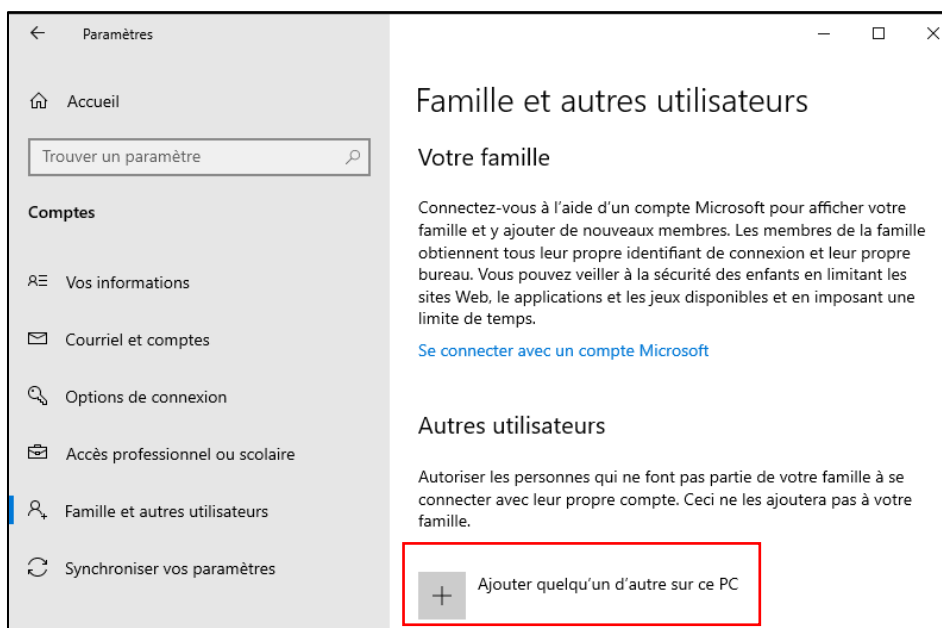 Paramètres
Accueil
Trouver un paramètre
Comptes
Vos informations
Courriel et comptes
Options de connexion
Accès professionnel ou scolaire
Famille et autres utilisateurs
Synchroniser vos paramètres
Famille et autres utilisateurs
Votre famille
Connectez-vous à l'aide d'un compte Microsoft pour afficher votre
famille et y ajouter de nouveaux membres. Les membres de la famille
obtiennent tous leur propre identifiant de connexion et leur propre
bureau. Vous pouvez veiller à la sécurité des enfants en limitant les
sites Web, le applications et les jeux disponibles et en imposant une
limite de temps.
Se connecter avec un compte Microsoft
Autres utilisateurs
Autoriser les personnes qui ne font pas partie de votre famille à se
connecter avec leur propre compte. Ceci ne les ajoutera pas à votre
famille.
Ajouter quelqu'un d'autre sur ce PC